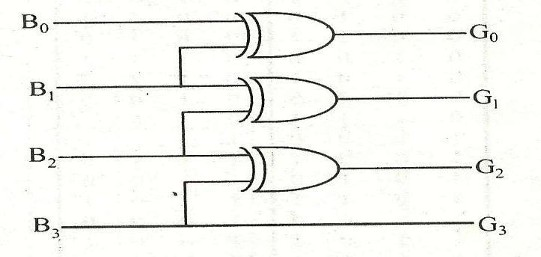 B₀ G₀
B₁ G₁
B₂ G₂
B₃ G₃